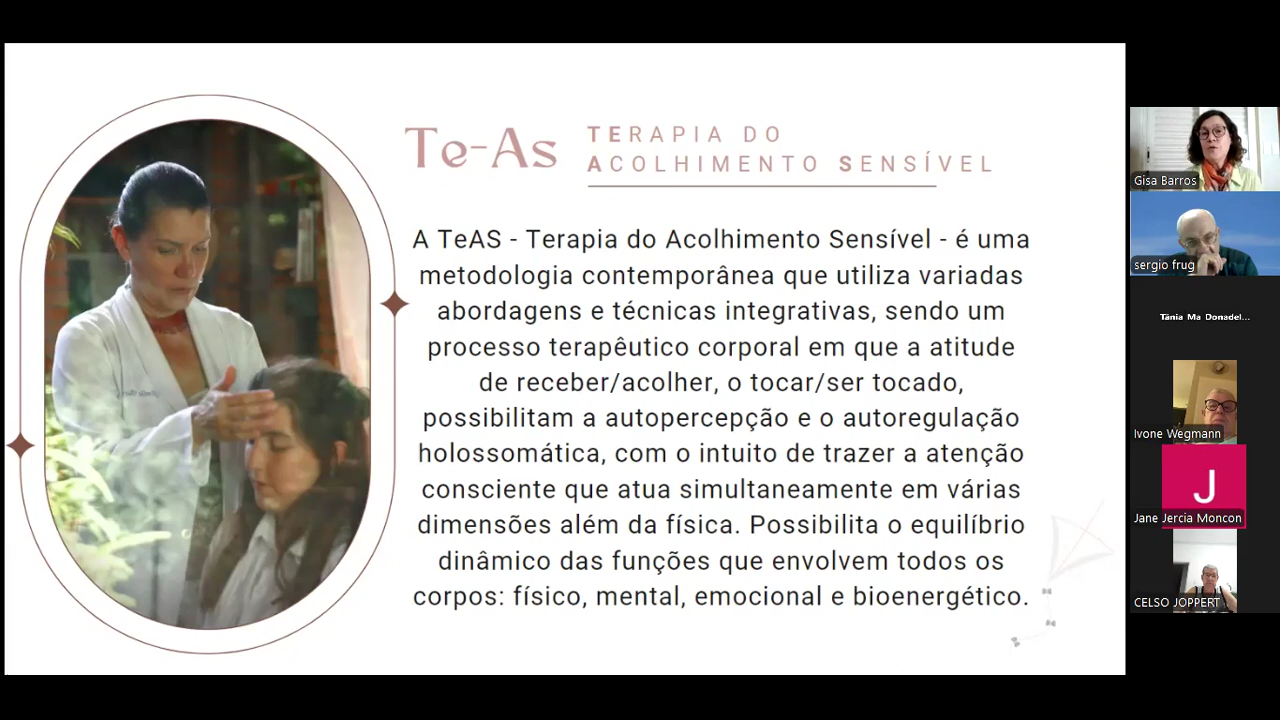 Te-As
TERAPIA DO
ACOLHIMENTO SENSÍVEL
A TeAS - Terapia do Acolhimento Sensível - é uma
metodologia contemporânea que utiliza variadas
abordagens e técnicas integrativas, sendo um
processo terapêutico corporal em que a atitude
de receber/acolher, o tocar/ser tocado,
possibilitam a autopercepção e o autoregulação
holossomática, com o intuito de trazer a atenção
consciente que atua simultaneamente em várias
dimensões além da física. Possibilita o equilíbrio
dinâmico das funções que envolvem todos os
corpos: físico, mental, emocional e bioenergético.
Gisa Barros
sergio frug
Tânia Ma Donadel...
Ivone Wegmann
J
Jane Jercia Moncon
CELSO JOPPERT